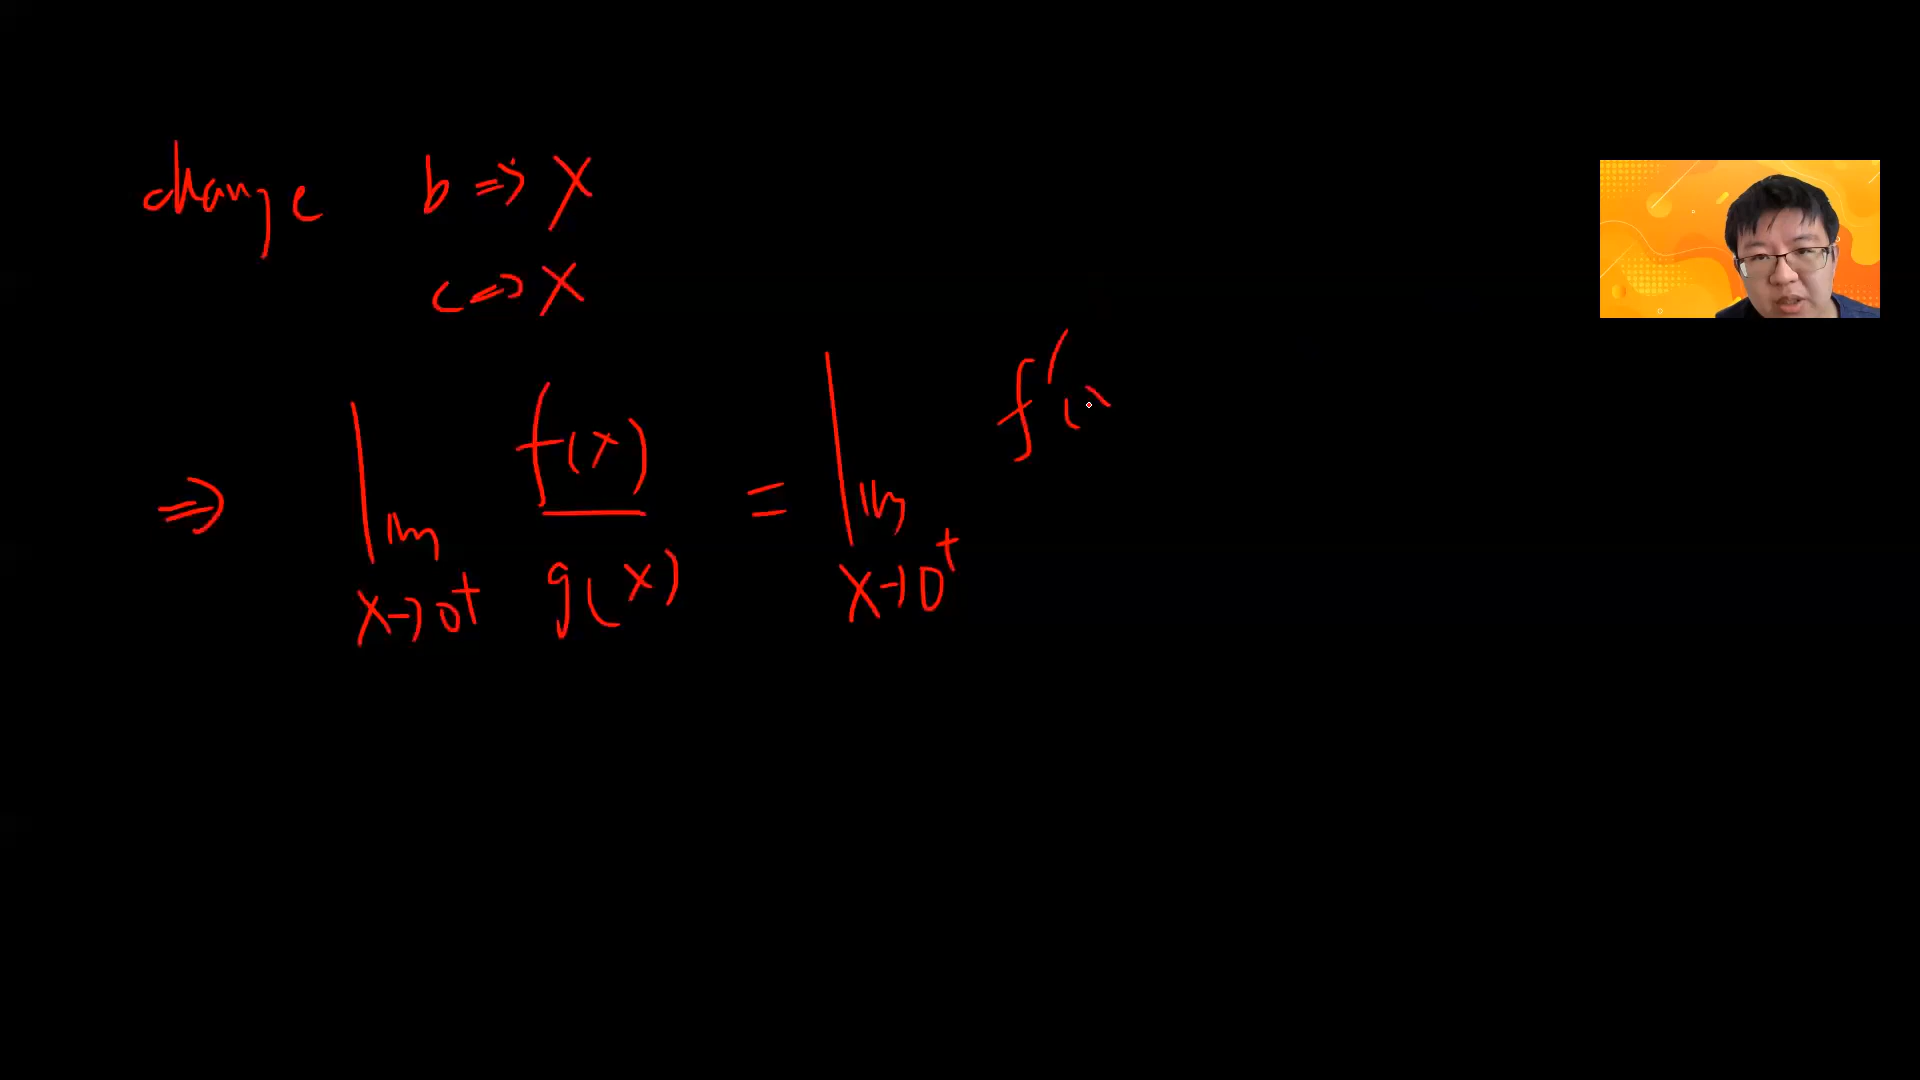 change b => x
c => x
=> lim x→0⁺ f(x) / g(x) = lim x→0⁺ f'(